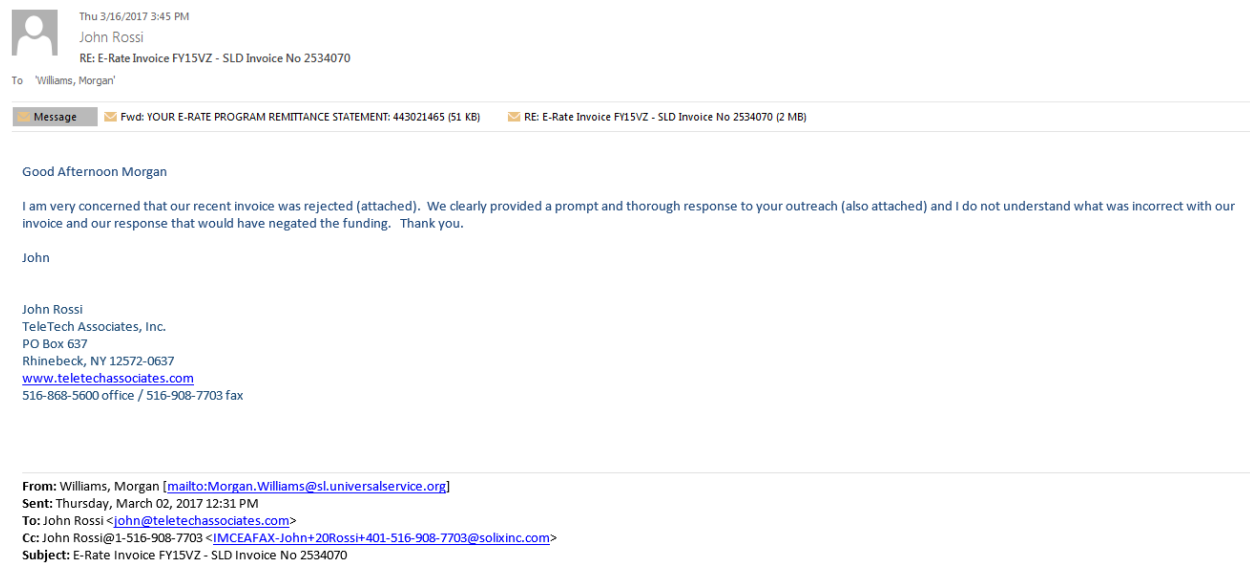 Thu 3/16/2017 3:45 PM
John Rossi
RE: E-Rate Invoice FY15VZ - SLD Invoice No 2534070
To 'Williams, Morgan'
Message Fwd: YOUR E-RATE PROGRAM REMITTANCE STATEMENT: 443021465 (51 KB) RE: E-Rate Invoice FY15VZ - SLD Invoice No 2534070 (2 MB)
Good Afternoon Morgan
I am very concerned that our recent invoice was rejected (attached). We clearly provided a prompt and thorough response to your outreach (also attached) and I do not understand what was incorrect with our
invoice and our response that would have negated the funding. Thank you.
John
John Rossi
TeleTech Associates, Inc.
PO Box 637
Rhinebeck, NY 12572-0637
www.teletechassociates.com
516-868-5600 office / 516-908-7703 fax
From: Williams, Morgan [mailto:Morgan.Williams@sl.universalservice.org]
Sent: Thursday, March 02, 2017 12:31 PM
To: John Rossi <john@teletechassociates.com>
Cc: John Rossi@1-516-908-7703 <IMCEAFAX-John+20Rossi+401-516-908-7703@solixinc.com>
Subject: E-Rate Invoice FY15VZ - SLD Invoice No 2534070